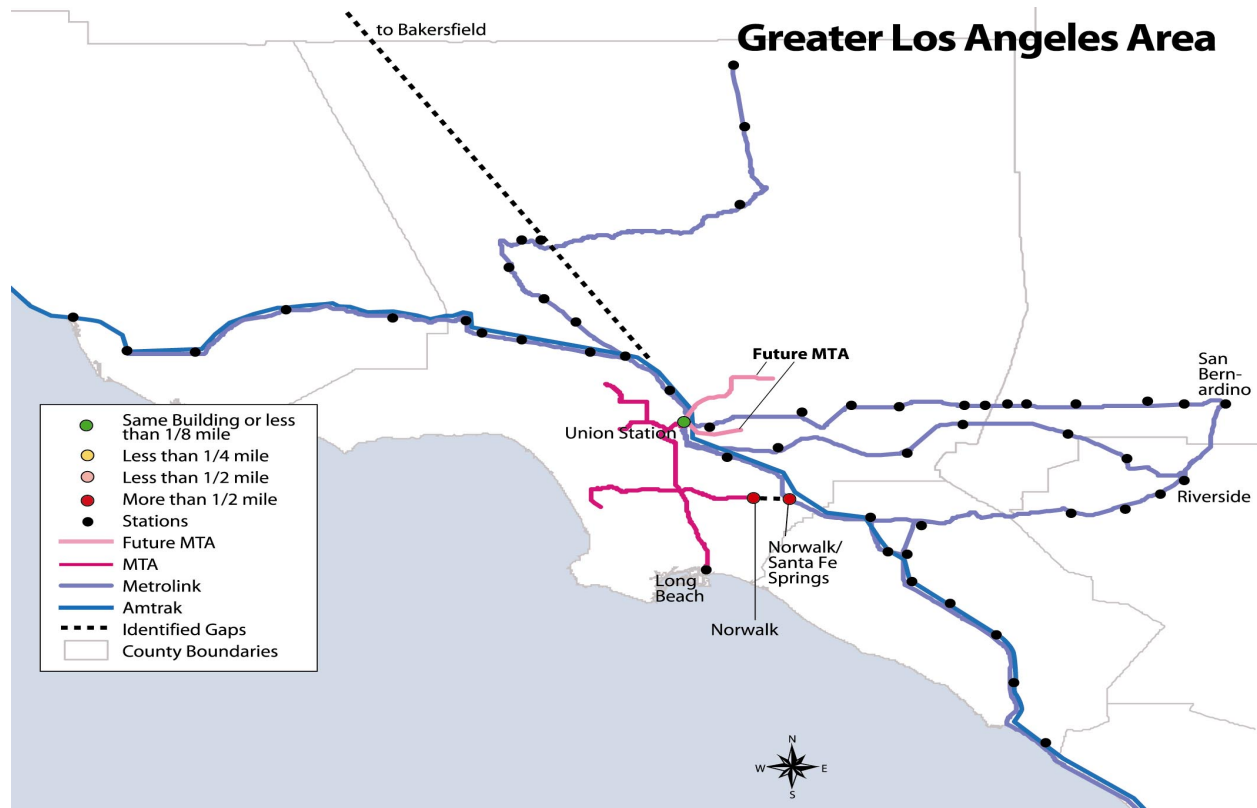 to Bakersfield
Greater Los Angeles Area
Future MTA
San
Bern-
ardino
Union Station
Riverside
Same Building or less
than 1/8 mile
Less than 1/4 mile
Less than 1/2 mile
More than 1/2 mile
Stations
Future MTA
MTA
Metrolink
Amtrak
Identified Gaps
County Boundaries
Norwalk/
Santa Fe
Springs
Long
Beach
Norwalk
N
W
E
S